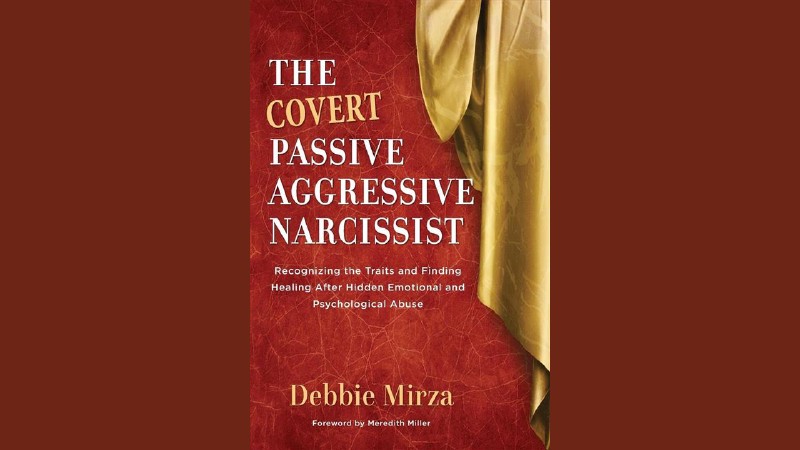 THE
COVERT
PASSIVE
AGGRESSIVE
NARCISSIST
Recognizing the Traits and Finding
Healing After Hidden Emotional and
Psychological Abuse
Debbie Mirza
Foreword by Meredith Miller